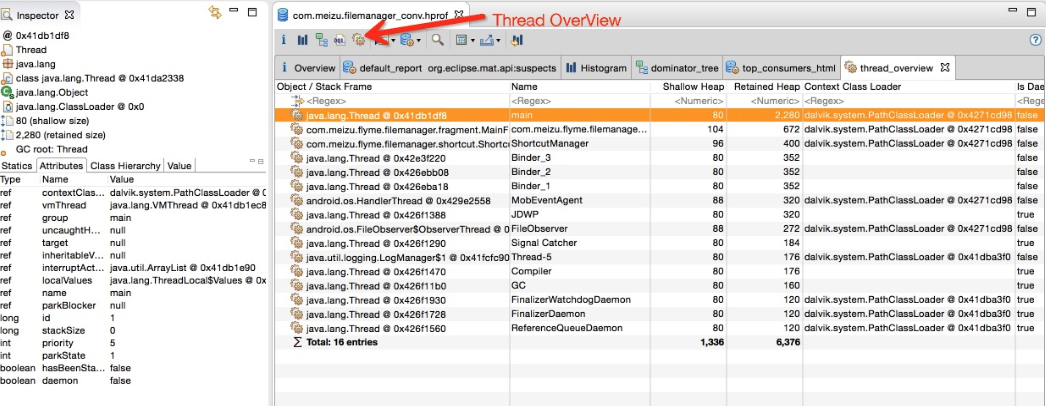 Inspector
@ 0x41db1df8
Thread
java.lang
class java.lang.Thread @ 0x41da2338
java.lang.Object
java.lang.ClassLoader @ 0x0
80 (shallow size)
2,280 (retained size)
GC root: Thread
Statics Attributes Class Hierarchy Value
Type Name Value
ref contextClas... dalvik.system.PathClassLoader @ 0
ref vmThread java.lang.VMThread @ 0x41db1ec8
ref group main
ref uncaughtH... null
ref target null
ref inheritableV... null
ref interruptAct... java.util.ArrayList @ 0x41db1e90
ref localValues java.lang.ThreadLocal$Values @ 0x
ref name main
ref parkBlocker null
long id 1
long stackSize 0
int priority 5
int parkState 1
boolean hasBeenSta... false
boolean daemon false
com.meizu.filemanager_conv.hprof
Thread OverView
i Overview default_report org.eclipse.mat.api:suspects Histogram dominator_tree top_consumers_html thread_overview
Object / Stack Frame Name Shallow Heap Retained Heap Context Class Loader Is Dae
<Regex> <Regex> <Numeric> <Numeric> <Regex> <Rege
java.lang.Thread @ 0x41db1df8 main 80 2,280 dalvik.system.PathClassLoader @ 0x4271cd98 false
com.meizu.flyme.filemanager.fragment.MainF com.meizu.flyme.filemanage... 104 672 dalvik.system.PathClassLoader @ 0x4271cd98 false
com.meizu.flyme.filemanager.shortcut.Shortc ShortcutManager 96 400 dalvik.system.PathClassLoader @ 0x4271cd98 false
java.lang.Thread @ 0x42e3f220 Binder_3 80 352 false
java.lang.Thread @ 0x426ebb08 Binder_2 80 352 false
java.lang.Thread @ 0x426eba18 Binder_1 80 352 false
android.os.HandlerThread @ 0x429e2558 MobEventAgent 88 320 dalvik.system.PathClassLoader @ 0x4271cd98 false
java.lang.Thread @ 0x426f1388 JDWP 80 320 true
android.os.FileObserver$ObserverThread @ 0 FileObserver 88 272 dalvik.system.PathClassLoader @ 0x4271cd98 false
java.lang.Thread @ 0x426f1290 Signal Catcher 80 184 true
java.util.logging.LogManager$1 @ 0x41fcfc90 Thread-5 80 176 dalvik.system.PathClassLoader @ 0x41dba3f0 false
java.lang.Thread @ 0x426f1470 Compiler 80 176 true
java.lang.Thread @ 0x426f11b0 GC 80 160 true
java.lang.Thread @ 0x426f1930 FinalizerWatchdogDaemon 80 120 dalvik.system.PathClassLoader @ 0x41dba3f0 true
java.lang.Thread @ 0x426f1728 FinalizerDaemon 80 120 dalvik.system.PathClassLoader @ 0x41dba3f0 true
java.lang.Thread @ 0x426f1560 ReferenceQueueDaemon 80 120 dalvik.system.PathClassLoader @ 0x41dba3f0 true
Total: 16 entries 1,336 6,376